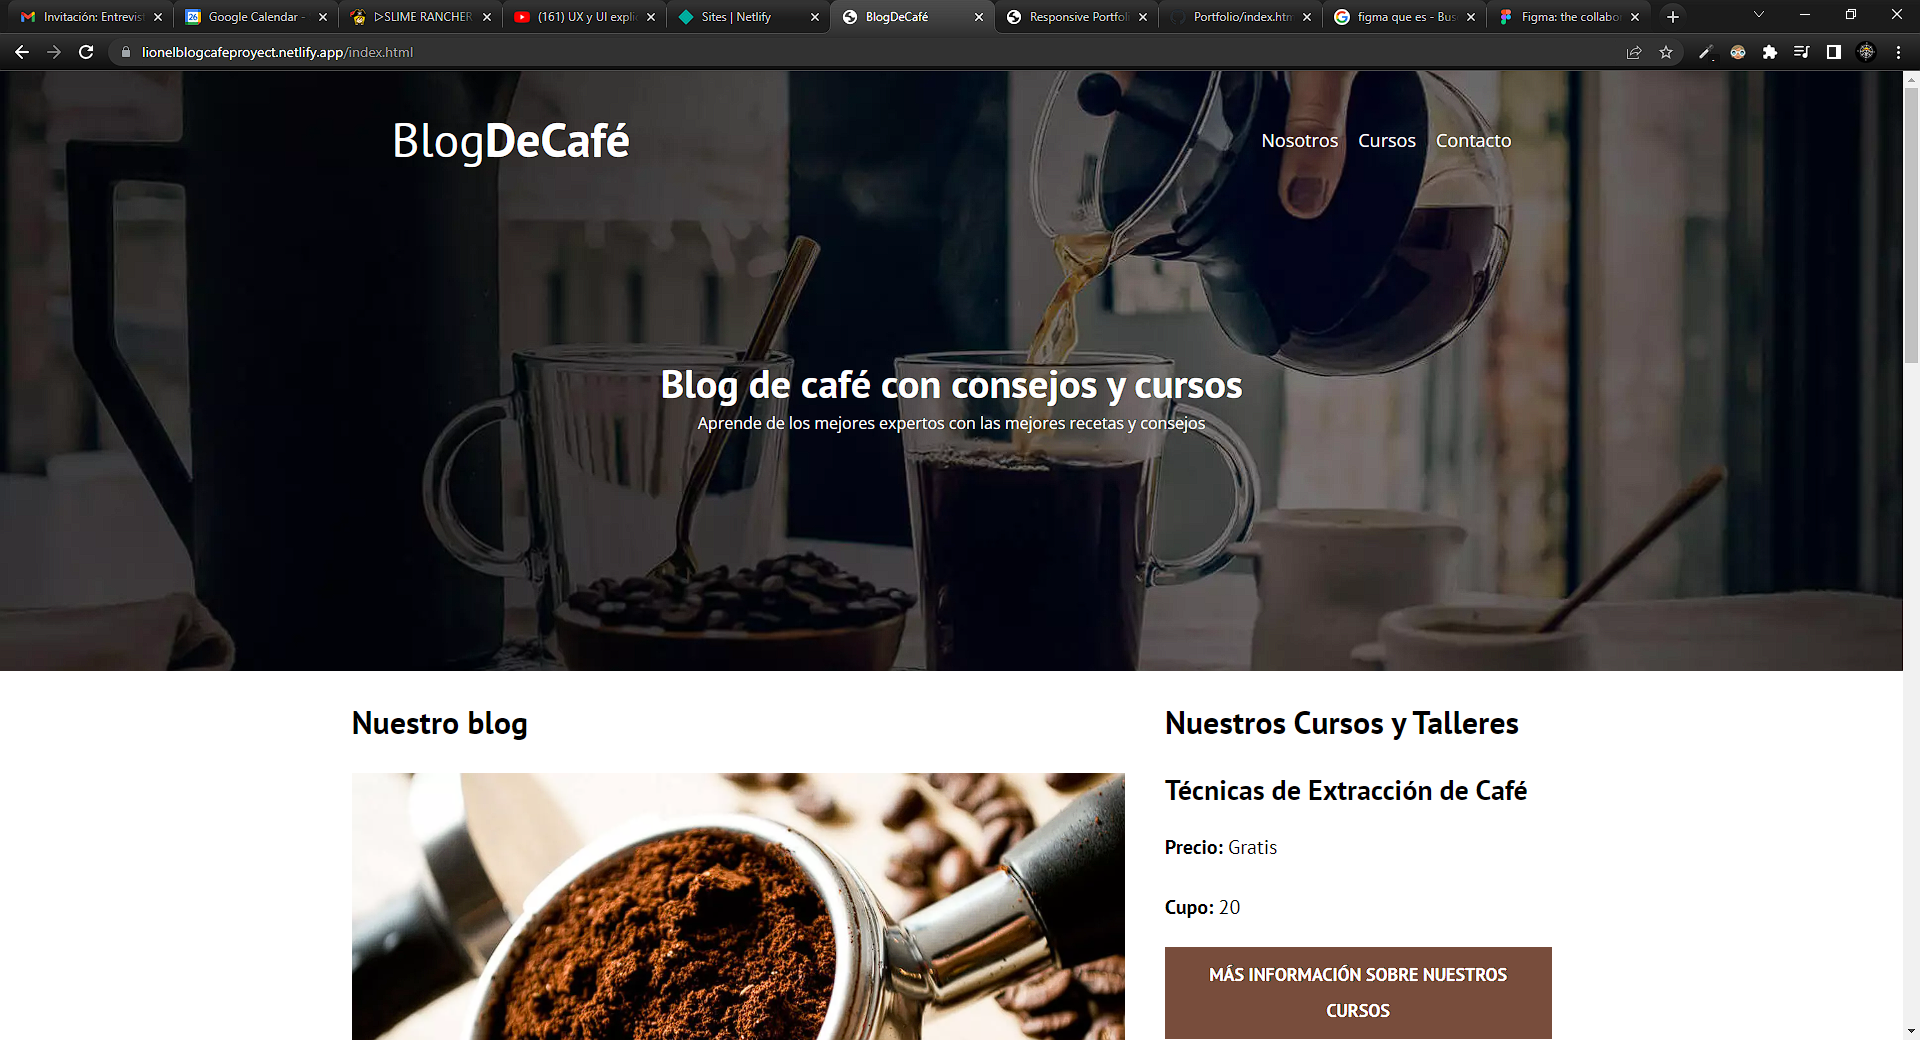 Invitación: Entrevist
26
Google Calendar -
▷SLIME RANCHER
(161) UX y UI expli
Sites | Netlify
BlogDeCafé
Responsive Portfoli
Portfolio/index.htm
figma que es - Bus
Figma: the collabo
lionelblogcafeproyect.netlify.app/index.html
BlogDeCafé
Nosotros Cursos Contacto
Blog de café con consejos y cursos
Aprende de los mejores expertos con las mejores recetas y consejos
Nuestro blog
Nuestros Cursos y Talleres
Técnicas de Extracción de Café
Precio: Gratis
Cupo: 20
MÁS INFORMACIÓN SOBRE NUESTROS
CURSOS